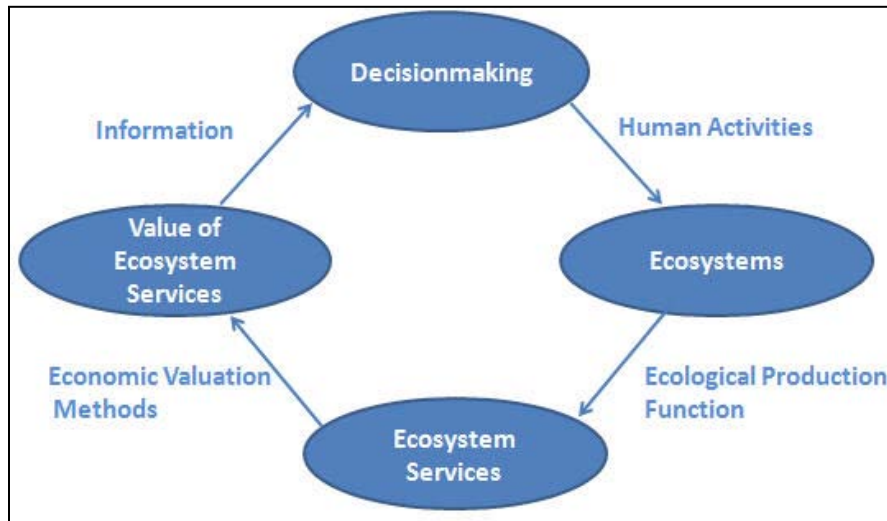 Decisionmaking
Information
Human Activities
Value of
Ecosystem
Services
Ecosystems
Economic Valuation
Methods
Ecological Production
Function
Ecosystem
Services